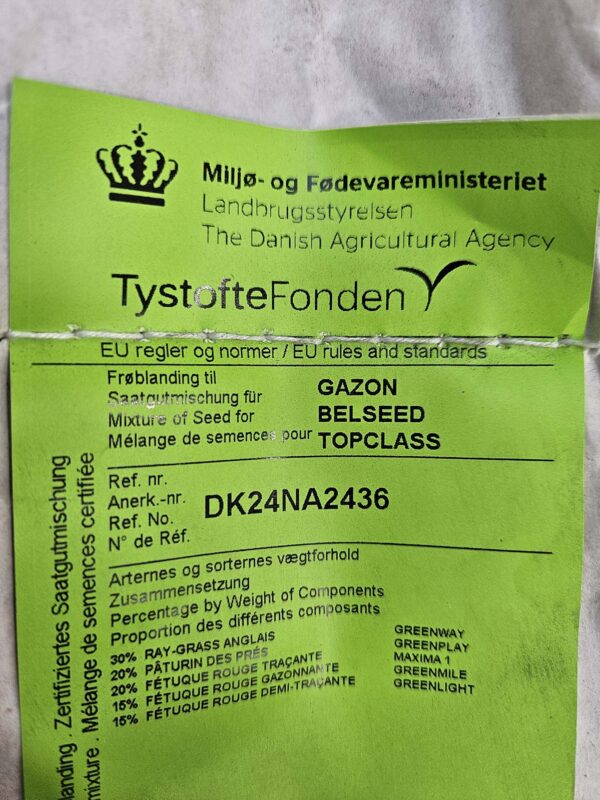 Miljø- og Fødevareministeriet
Landbrugsstyrelsen
The Danish Agricultural Agency
TystofteFonden
EU regler og normer / EU rules and standards
Frøblanding til
Saatgutmischung für
Mixture of Seed for
Mélange de semences pour
GAZON
BELSEED
TOPCLASS
Ref. nr.
Anerk.-nr.
Ref. No.
N° de Réf.
DK24NA2436
Arternes og sorternes vægtforhold
Zusammensetzung
Percentage by Weight of Components
Proportion des différents composants
30% RAY-GRASS ANGLAIS GREENWAY
20% PÂTURIN DES PRÉS GREENPLAY
20% FÉTUQUE ROUGE TRAÇANTE MAXIMA 1
15% FÉTUQUE ROUGE GAZONNANTE GREENMILE
15% FÉTUQUE ROUGE DEMI-TRAÇANTE GREENLIGHT
landing . Zertifiziertes Saatgutmischung
mixture . Mélange de semences certifiée